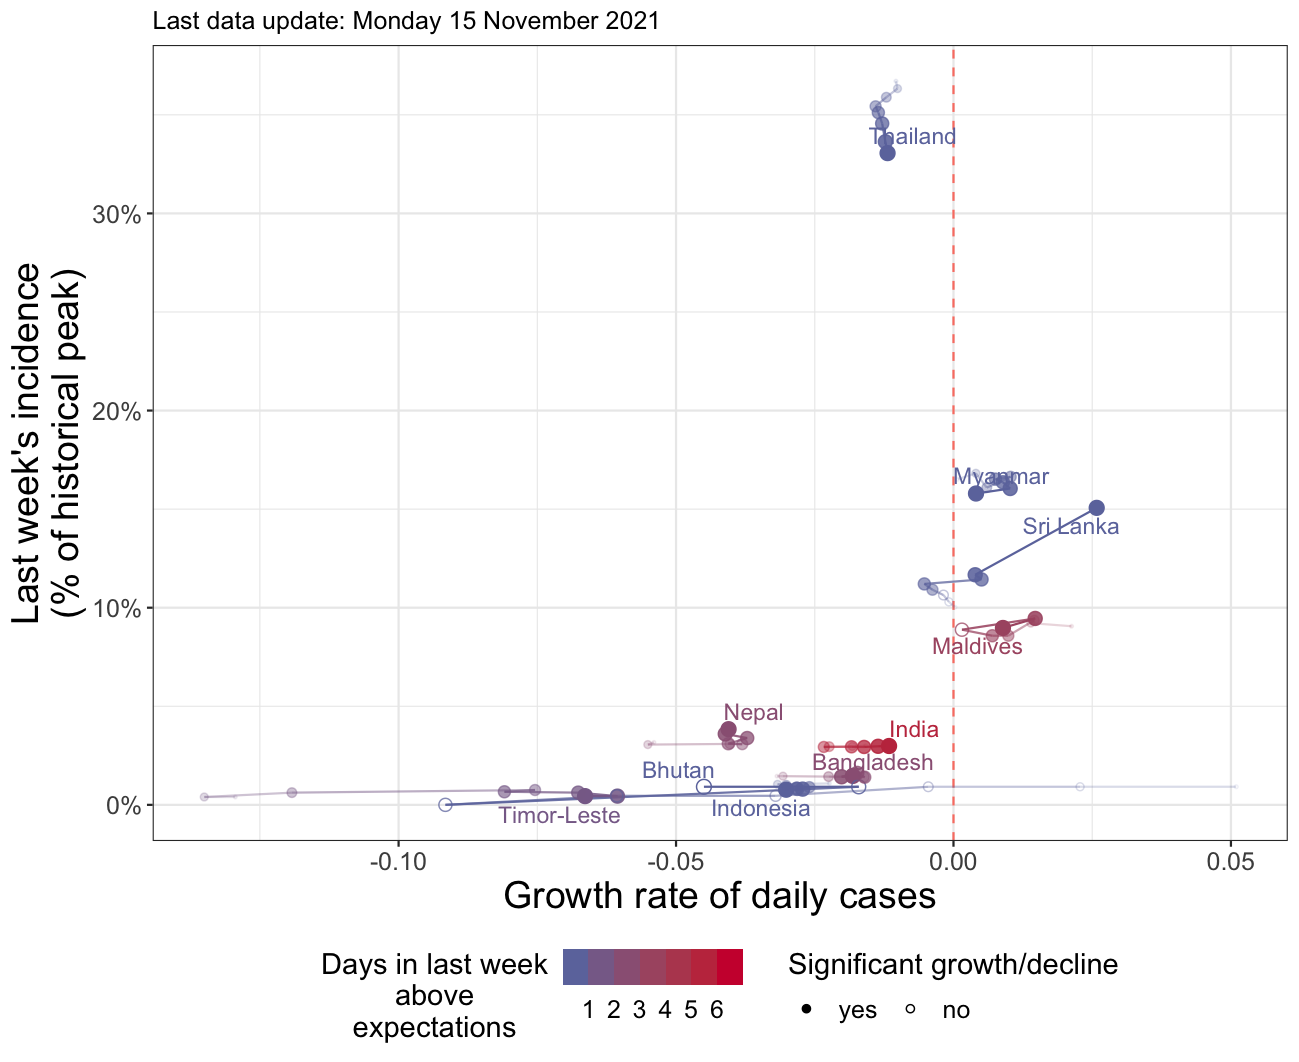 Last data update: Monday 15 November 2021
Last week's incidence
(% of historical peak)
30%
20%
10%
0%
Thailand
Myanmar
Sri Lanka
Maldives
Nepal
India
Bangladesh
Bhutan
Indonesia
Timor-Leste
-0.10
-0.05
0.00
0.05
Growth rate of daily cases
Days in last week
above
expectations
1 2 3 4 5 6
Significant growth/decline
yes
no